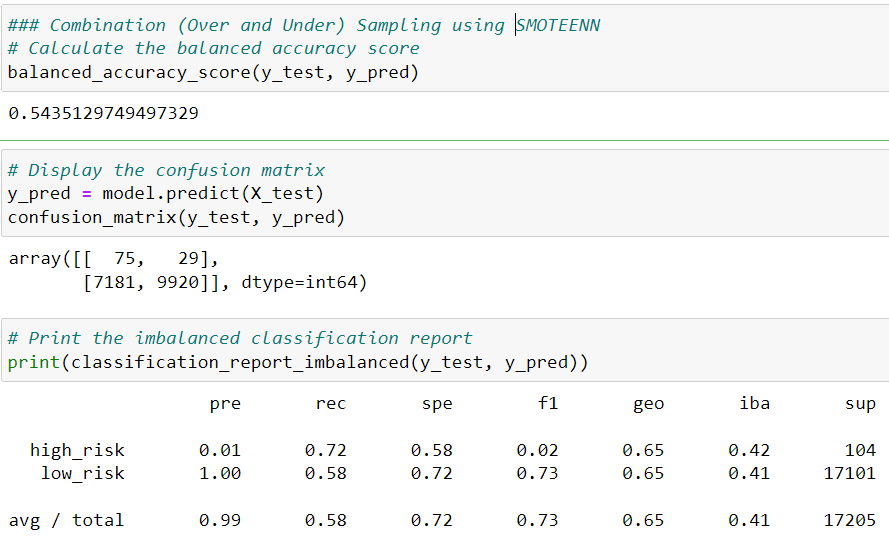 ### Combination (Over and Under) Sampling using SMOTEENN
# Calculate the balanced accuracy score
balanced_accuracy_score(y_test, y_pred)
0.5435129749497329
# Display the confusion matrix
y_pred = model.predict(X_test)
confusion_matrix(y_test, y_pred)
array([[  75,   29],
       [7181, 9920]], dtype=int64)
# Print the imbalanced classification report
print(classification_report_imbalanced(y_test, y_pred))
pre rec spe f1 geo iba sup
high_risk 0.01 0.72 0.58 0.02 0.65 0.42 104
low_risk 1.00 0.58 0.72 0.73 0.65 0.41 17101
avg / total 0.99 0.58 0.72 0.73 0.65 0.41 17205